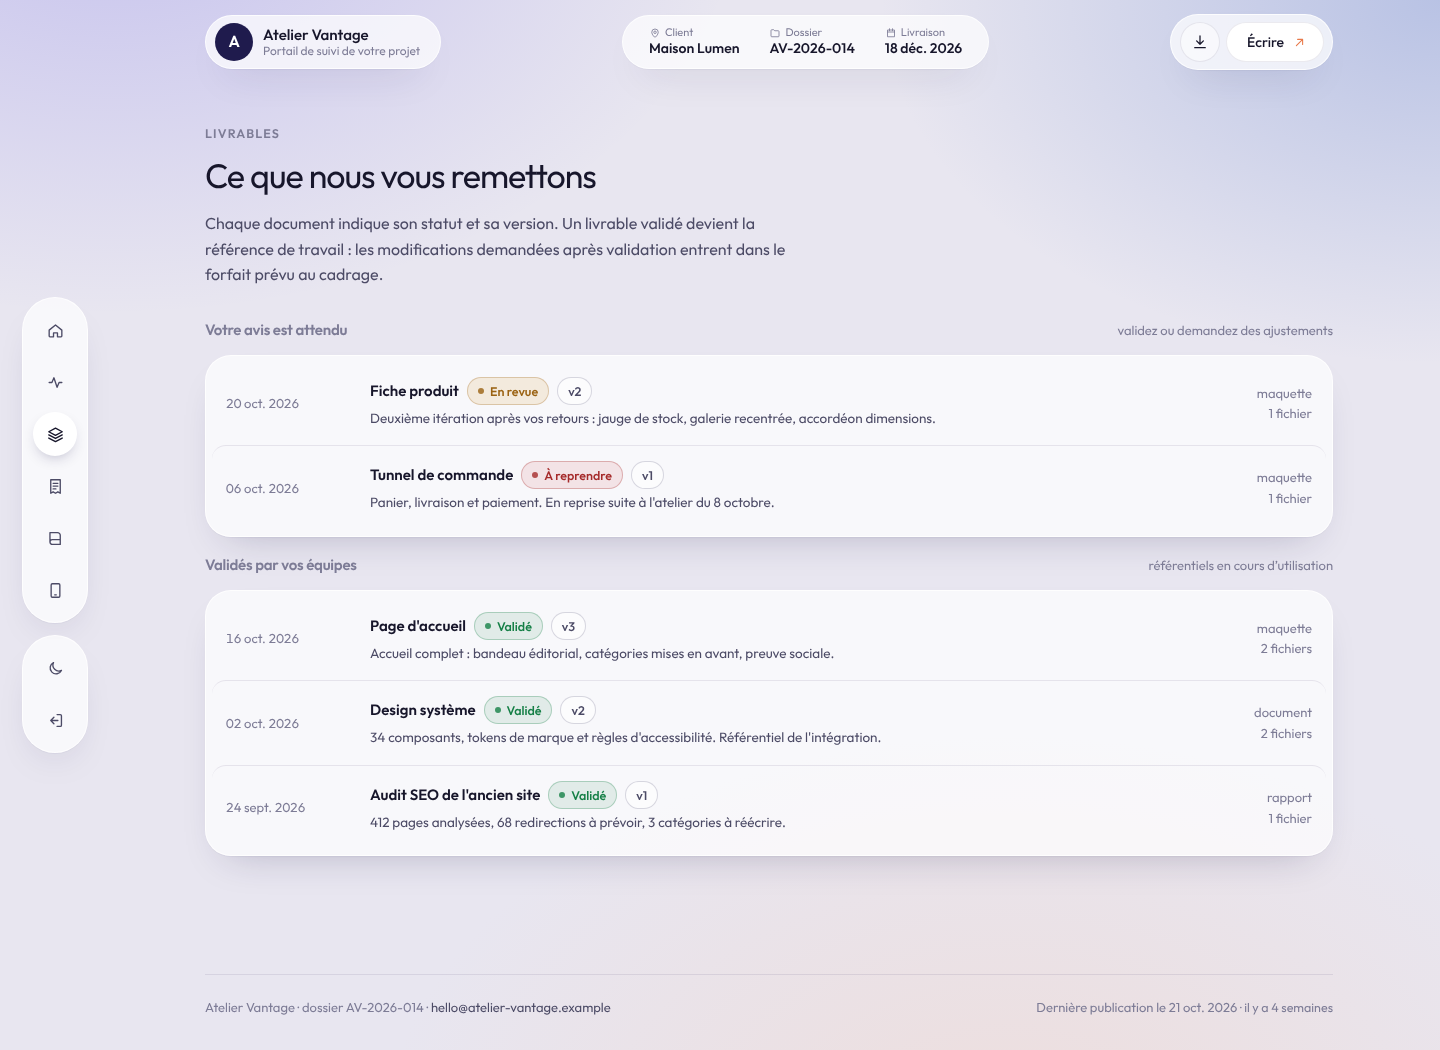 A
Atelier Vantage
Portail de suivi de votre projet
Client
Maison Lumen
Dossier
AV-2026-014
Livraison
18 déc. 2026
Écrire
LIVRABLES
Ce que nous vous remettons
Chaque document indique son statut et sa version. Un livrable validé devient la
référence de travail : les modifications demandées après validation entrent dans le
forfait prévu au cadrage.
Votre avis est attendu
validez ou demandez des ajustements
20 oct. 2026
Fiche produit
En revue
v2
Deuxième itération après vos retours : jauge de stock, galerie recentrée, accordéon dimensions.
maquette
1 fichier
06 oct. 2026
Tunnel de commande
À reprendre
v1
Panier, livraison et paiement. En reprise suite à l'atelier du 8 octobre.
maquette
1 fichier
Validés par vos équipes
référentiels en cours d'utilisation
16 oct. 2026
Page d'accueil
Validé
v3
Accueil complet : bandeau éditorial, catégories mises en avant, preuve sociale.
maquette
2 fichiers
02 oct. 2026
Design système
Validé
v2
34 composants, tokens de marque et règles d'accessibilité. Référentiel de l'intégration.
document
2 fichiers
24 sept. 2026
Audit SEO de l'ancien site
Validé
v1
412 pages analysées, 68 redirections à prévoir, 3 catégories à réécrire.
rapport
1 fichier
Atelier Vantage · dossier AV-2026-014 · hello@atelier-vantage.example
Dernière publication le 21 oct. 2026 · il y a 4 semaines